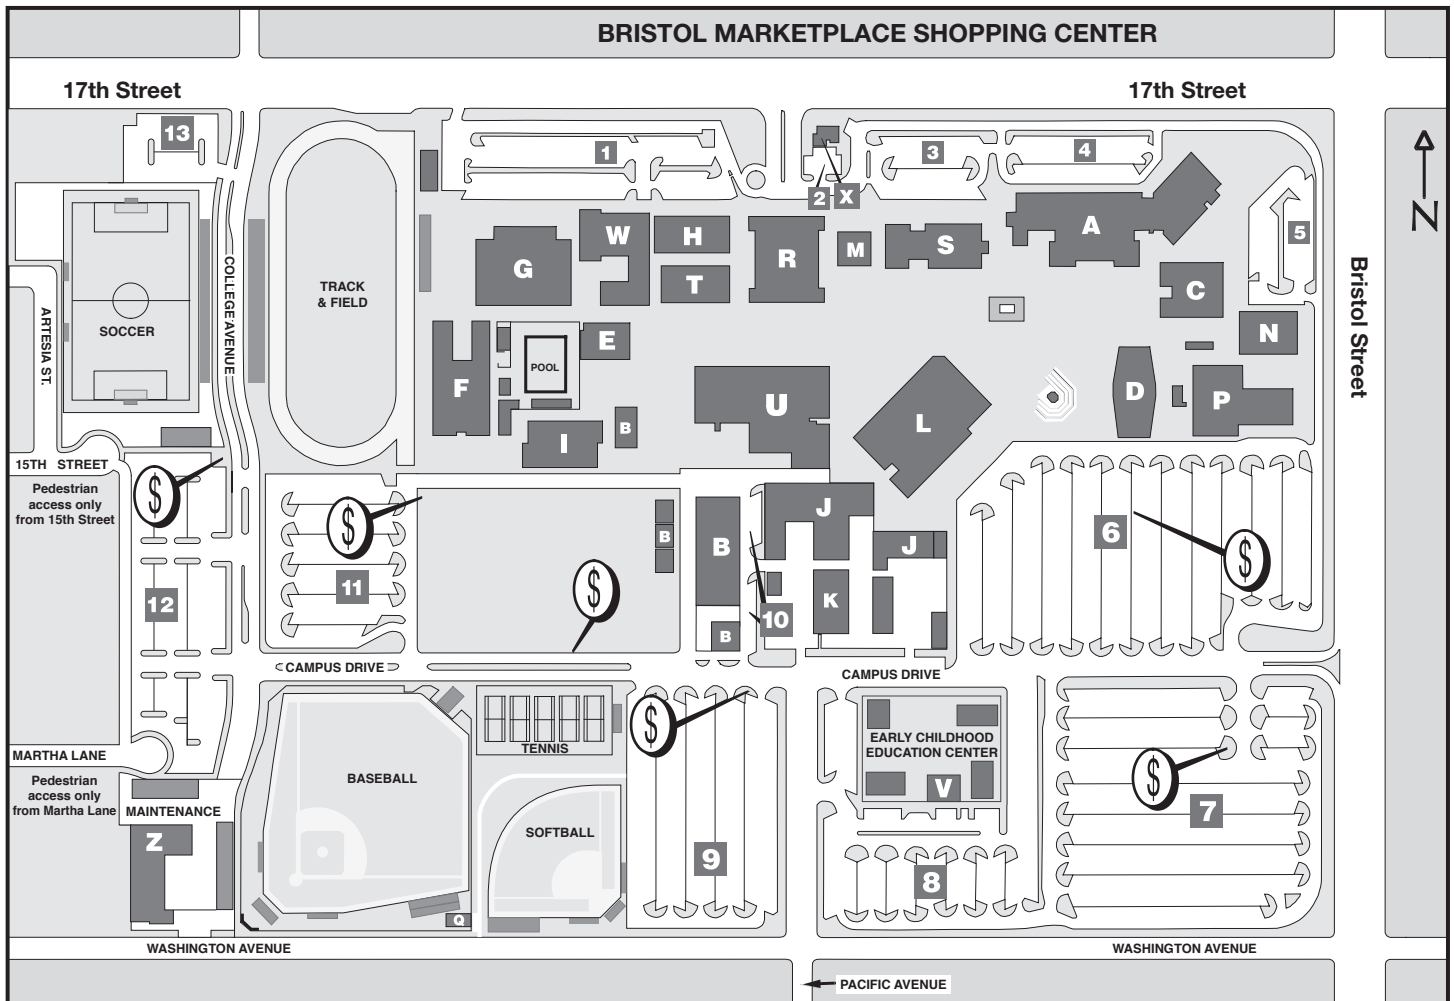 BRISTOL MARKETPLACE SHOPPING CENTER
17th Street
17th Street
13
1
2
X
3
4
5
N
W
H
G
T
R
M
S
A
C
N
TRACK
& FIELD
COLLEGE AVENUE
SOCCER
ARTESIA ST.
Bristol Street
E
F
POOL
I
B
U
L
D
P
15TH STREET
Pedestrian
access only
from 15th Street
$
$
11
12
$
B
B
B
10
J
J
K
6
$
CAMPUS DRIVE
CAMPUS DRIVE
MARTHA LANE
Pedestrian
access only
from Martha Lane
MAINTENANCE
Z
BASEBALL
Q
TENNIS
SOFTBALL
$
9
EARLY CHILDHOOD
EDUCATION CENTER
V
8
$
7
WASHINGTON AVENUE
WASHINGTON AVENUE
PACIFIC AVENUE